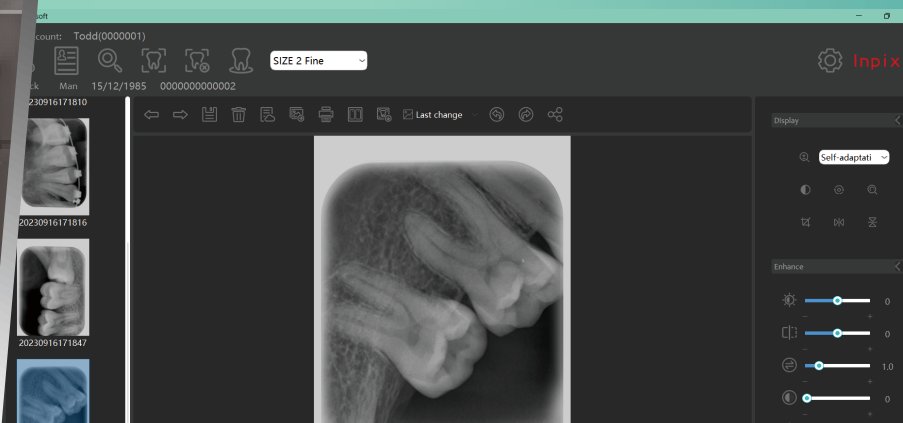 soft
count: Todd(0000001)
SIZE 2 Fine
ck Man 15/12/1985 0000000000002
Inpix
20230916171810
Last change
Display
Self-adaptati
20230916171816
Enhance
0
- +
0
- +
20230916171847
1.0
- +
0
- +